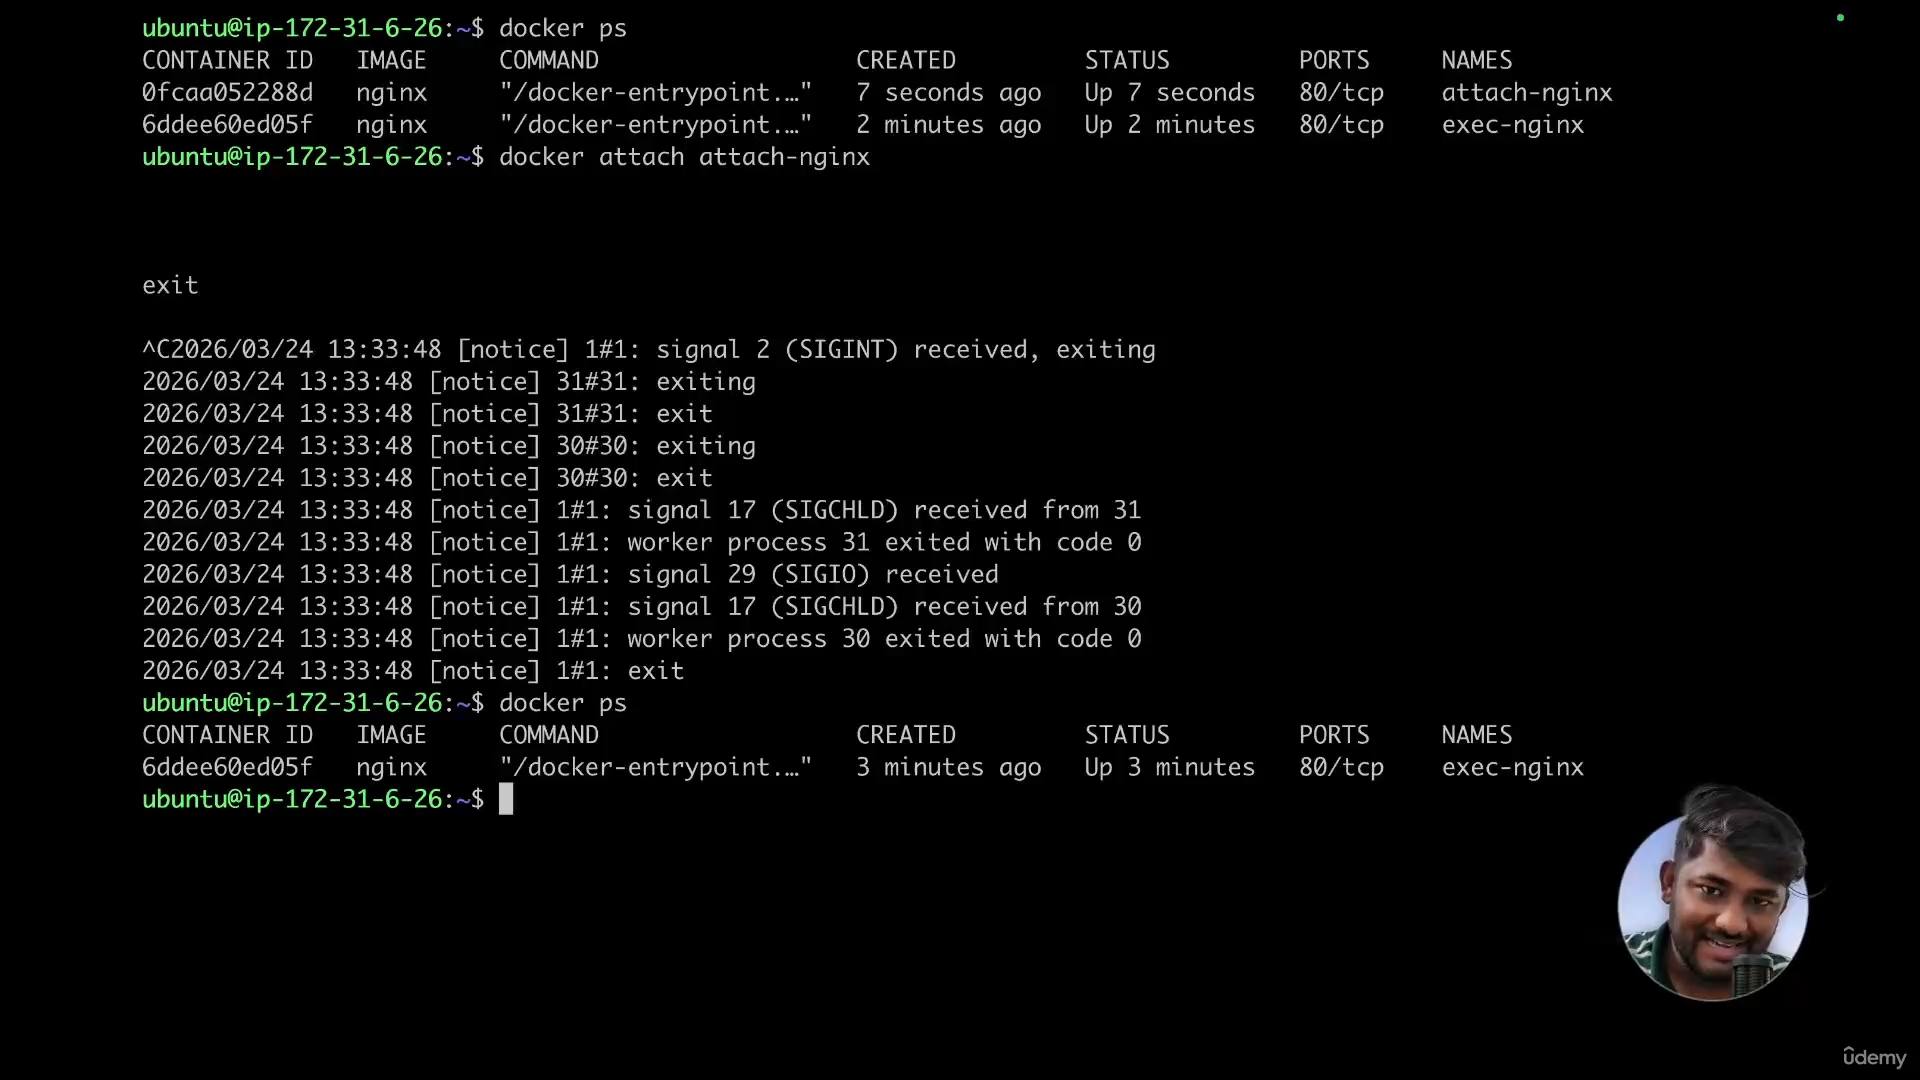 ubuntu@ip-172-31-6-26:~$ docker ps
CONTAINER ID   IMAGE     COMMAND                  CREATED         STATUS         PORTS     NAMES
0fcaa052288d   nginx     "/docker-entrypoint.…"   7 seconds ago   Up 7 seconds   80/tcp    attach-nginx
6ddee60ed05f   nginx     "/docker-entrypoint.…"   2 minutes ago   Up 2 minutes   80/tcp    exec-nginx
ubuntu@ip-172-31-6-26:~$ docker attach attach-nginx
exit
^C2026/03/24 13:33:48 [notice] 1#1: signal 2 (SIGINT) received, exiting
2026/03/24 13:33:48 [notice] 31#31: exiting
2026/03/24 13:33:48 [notice] 31#31: exit
2026/03/24 13:33:48 [notice] 30#30: exiting
2026/03/24 13:33:48 [notice] 30#30: exit
2026/03/24 13:33:48 [notice] 1#1: signal 17 (SIGCHLD) received from 31
2026/03/24 13:33:48 [notice] 1#1: worker process 31 exited with code 0
2026/03/24 13:33:48 [notice] 1#1: signal 29 (SIGIO) received
2026/03/24 13:33:48 [notice] 1#1: signal 17 (SIGCHLD) received from 30
2026/03/24 13:33:48 [notice] 1#1: worker process 30 exited with code 0
2026/03/24 13:33:48 [notice] 1#1: exit
ubuntu@ip-172-31-6-26:~$ docker ps
CONTAINER ID   IMAGE     COMMAND                  CREATED         STATUS         PORTS     NAMES
6ddee60ed05f   nginx     "/docker-entrypoint.…"   3 minutes ago   Up 3 minutes   80/tcp    exec-nginx
ubuntu@ip-172-31-6-26:~$
ûdemy